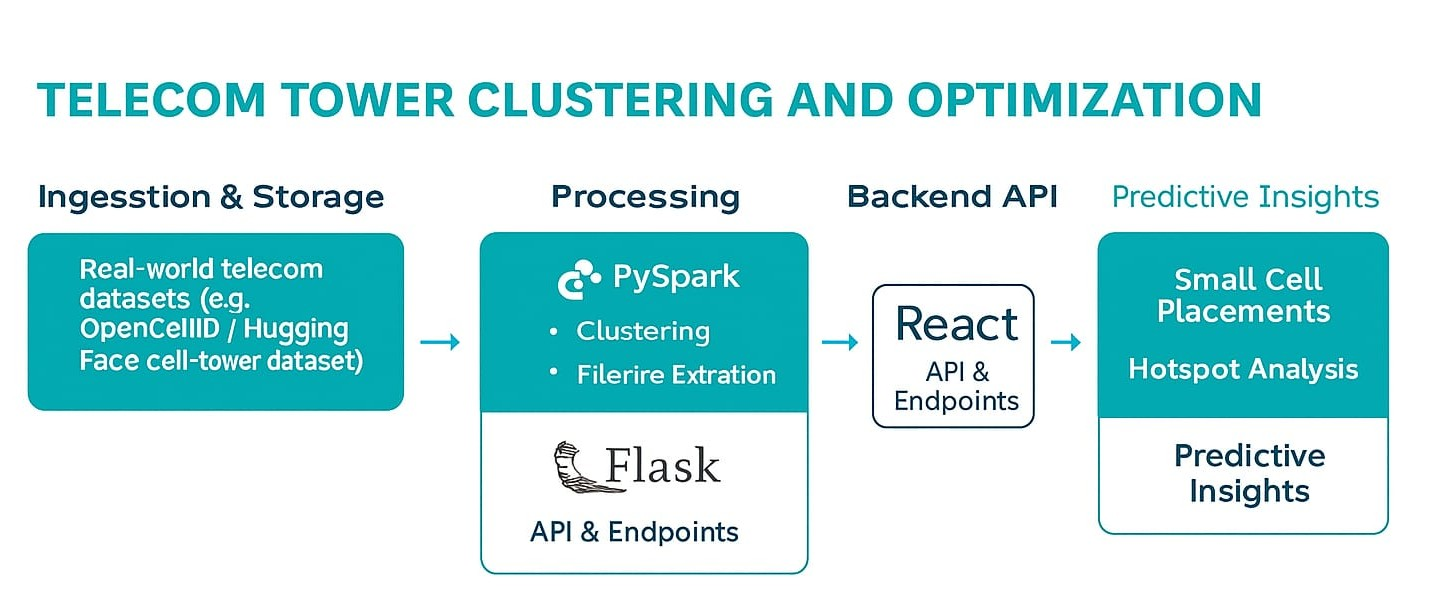 TELECOM TOWER CLUSTERING AND OPTIMIZATION
Ingesstion & Storage
Real-world telecom
datasets (e.g.
OpenCellIID / Hugging
Face cell-tower dataset)
Processing
PySpark
• Clustering
• Filerire Extration
Flask
API & Endpoints
Backend API
React
API &
Endpoints
Predictive Insights
Small Cell
Placements
Hotspot Analysis
Predictive
Insights